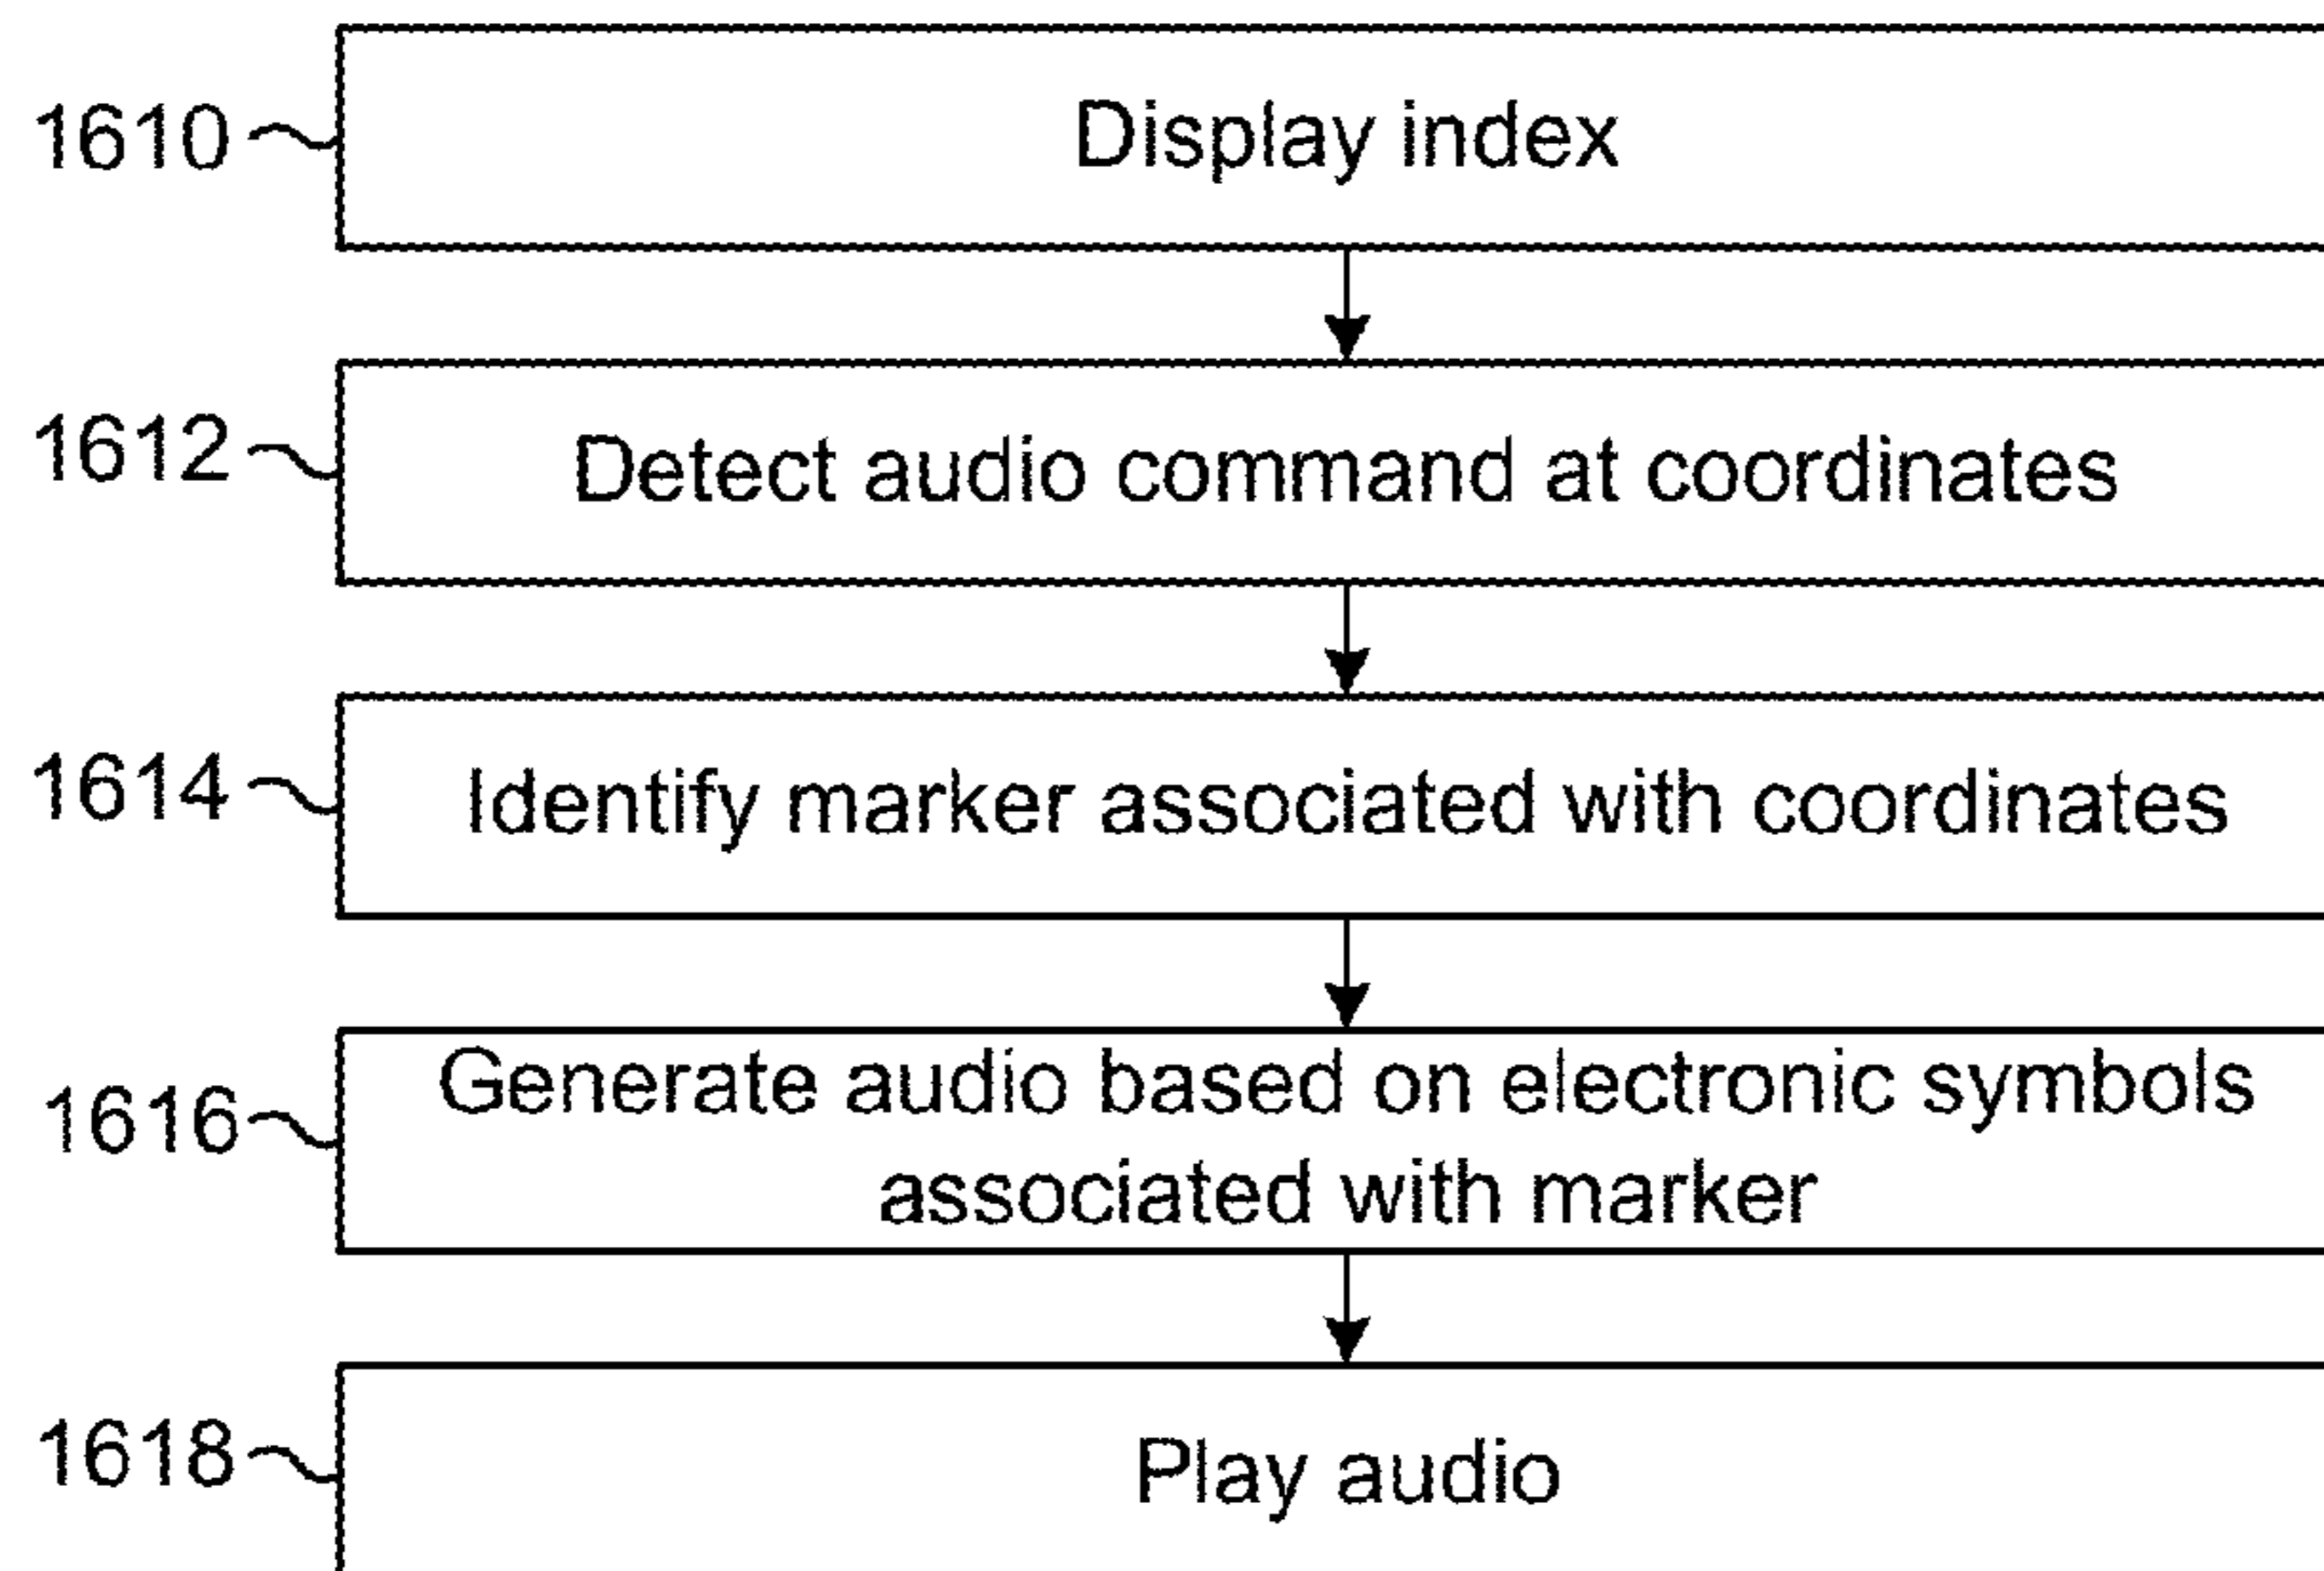 1610
Display index
1612
Detect audio command at coordinates
1614
Identify marker associated with coordinates
1616
Generate audio based on electronic symbols
associated with marker
1618
Play audio